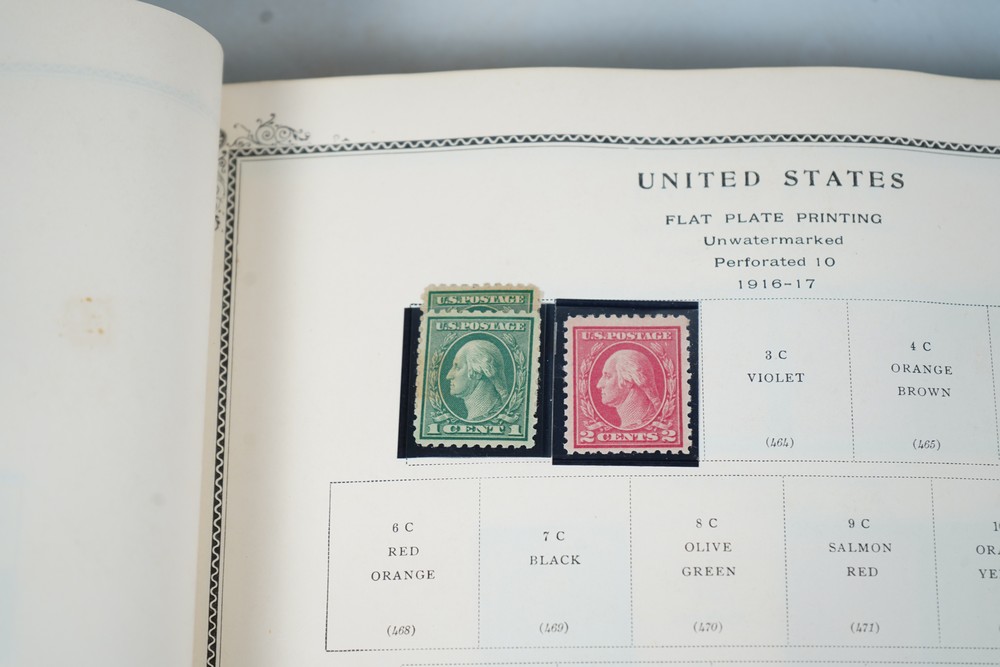 UNITED STATES
FLAT PLATE PRINTING
Unwatermarked
Perforated 10
1916-17
U.S. POSTAGE
U.S. POSTAGE
1 CENT 1
U.S. POSTAGE
2 CENTS 2
3 C
VIOLET
(464)
4 C
ORANGE
BROWN
(465)
6 C
RED
ORANGE
(468)
7 C
BLACK
(469)
8 C
OLIVE
GREEN
(470)
9 C
SALMON
RED
(471)